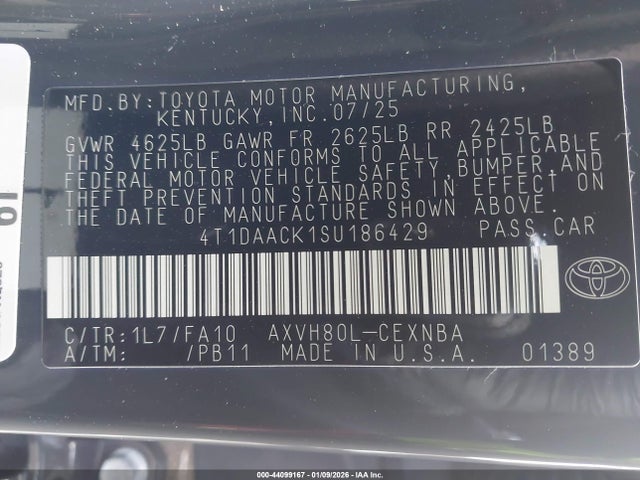 MFD.BY:TOYOTA MOTOR MANUFACTURING,
KENTUCKY,INC.07/25
GVWR 4625LB GAWR FR 2625LB RR 2425LB
THIS VEHICLE CONFORMS TO ALL APPLICABLE
FEDERAL MOTOR VEHICLE SAFETY,BUMPER,AND
THEFT PREVENTION STANDARDS IN EFFECT ON
THE DATE OF MANUFACTURE SHOWN ABOVE.
4T1DAACK1SU186429 PASS CAR
C/TR:1L7/FA10 AXVH80L-CEXNBA
A/TM: /PB11 MADE IN U.S.A. 01389
000-44099167 - 01/09/2026 - IAAI, Inc.